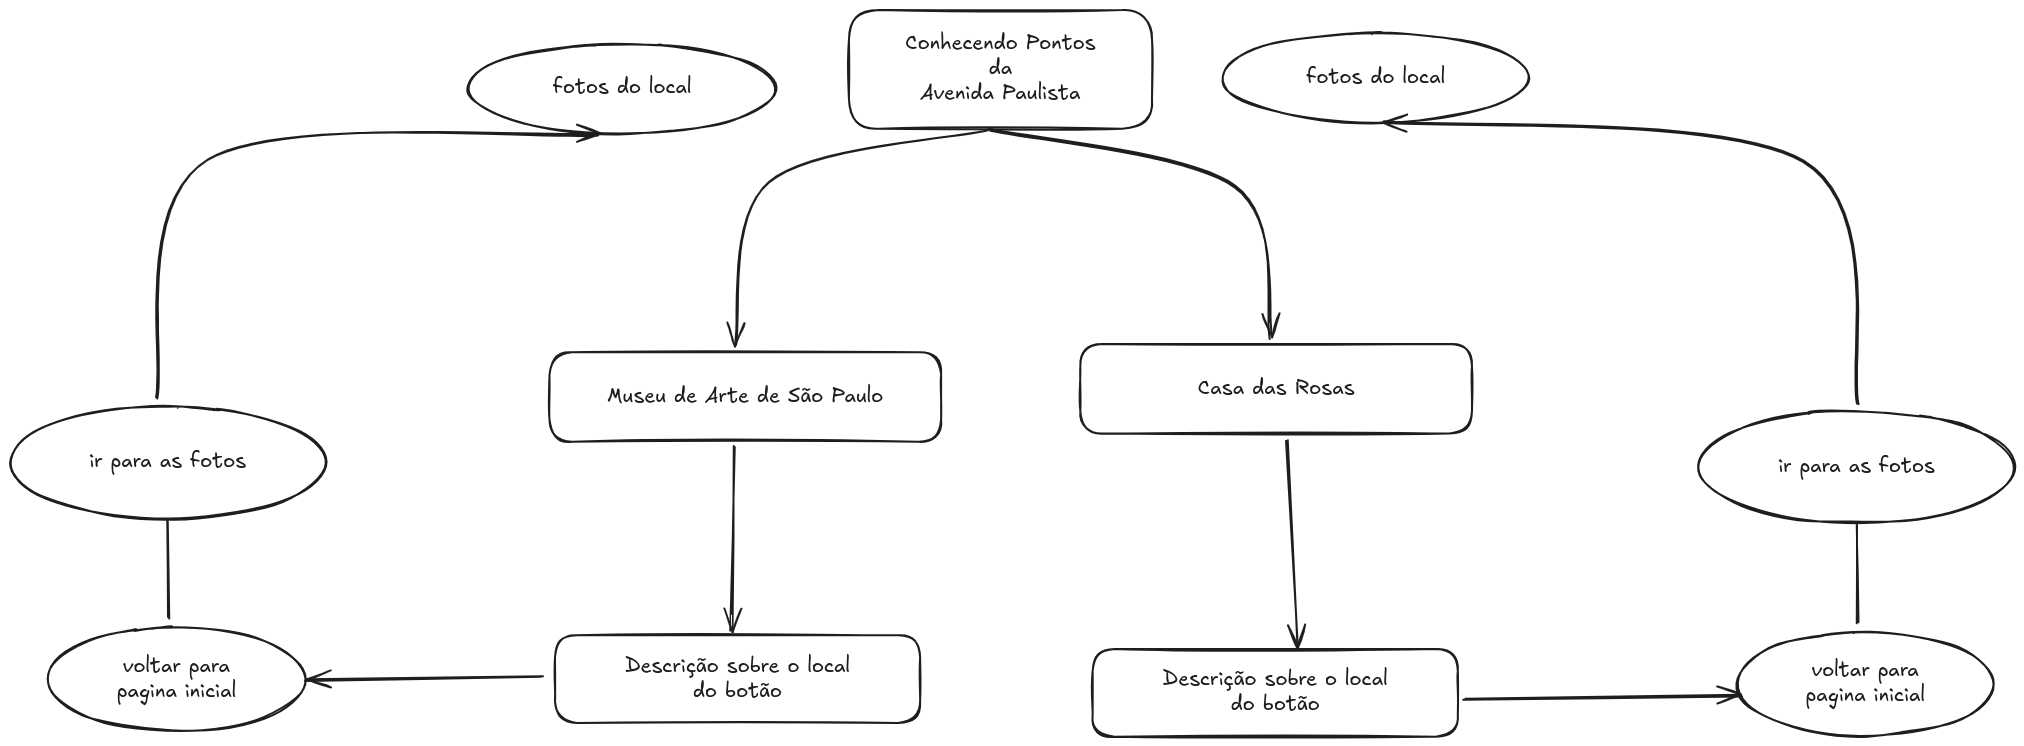 fotos do local
Conhecendo Pontos
da
Avenida Paulista
fotos do local
Museu de Arte de São Paulo
Casa das Rosas
ir para as fotos
ir para as fotos
voltar para
pagina inicial
Descrição sobre o local
do botão
Descrição sobre o local
do botão
voltar para
pagina inicial